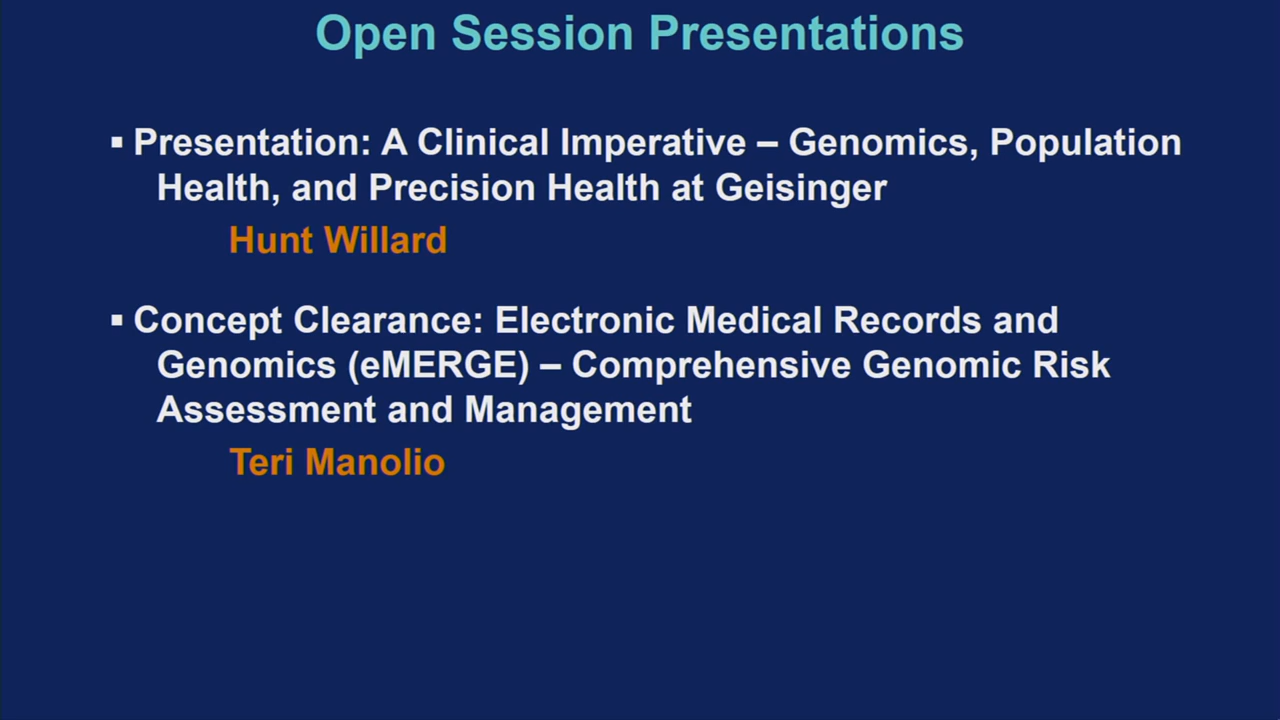 Open Session Presentations
▪ Presentation: A Clinical Imperative – Genomics, Population
Health, and Precision Health at Geisinger
Hunt Willard
▪ Concept Clearance: Electronic Medical Records and
Genomics (eMERGE) – Comprehensive Genomic Risk
Assessment and Management
Teri Manolio